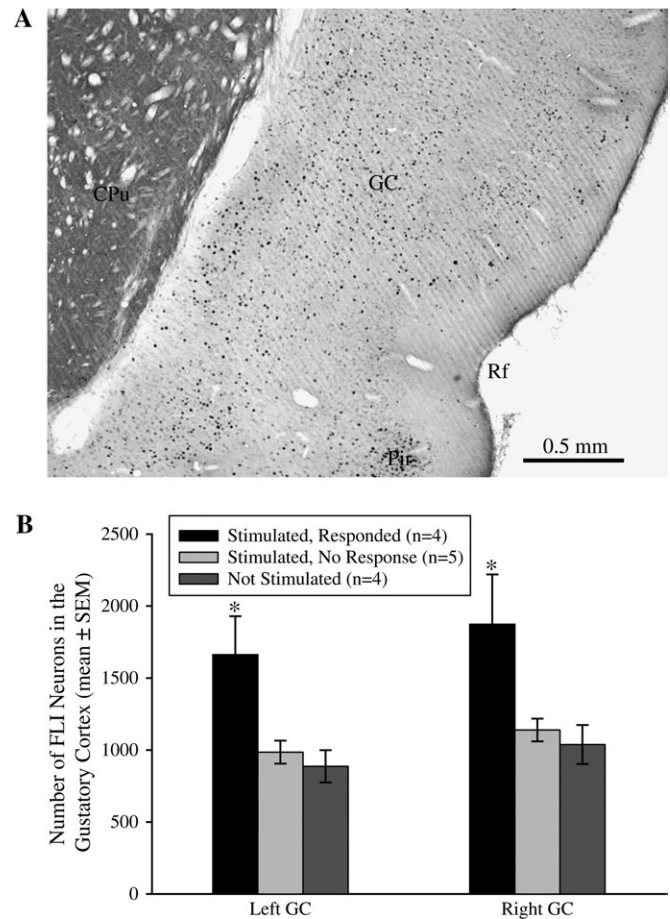 A
CPu
GC
Rf
Pir
0.5 mm
B
Number of FLI Neurons in the
Gustatory Cortex (mean ± SEM)
2500
2000
1500
1000
500
0
Stimulated, Responded (n=4)
Stimulated, No Response (n=5)
Not Stimulated (n=4)
*
*
Left GC
Right GC